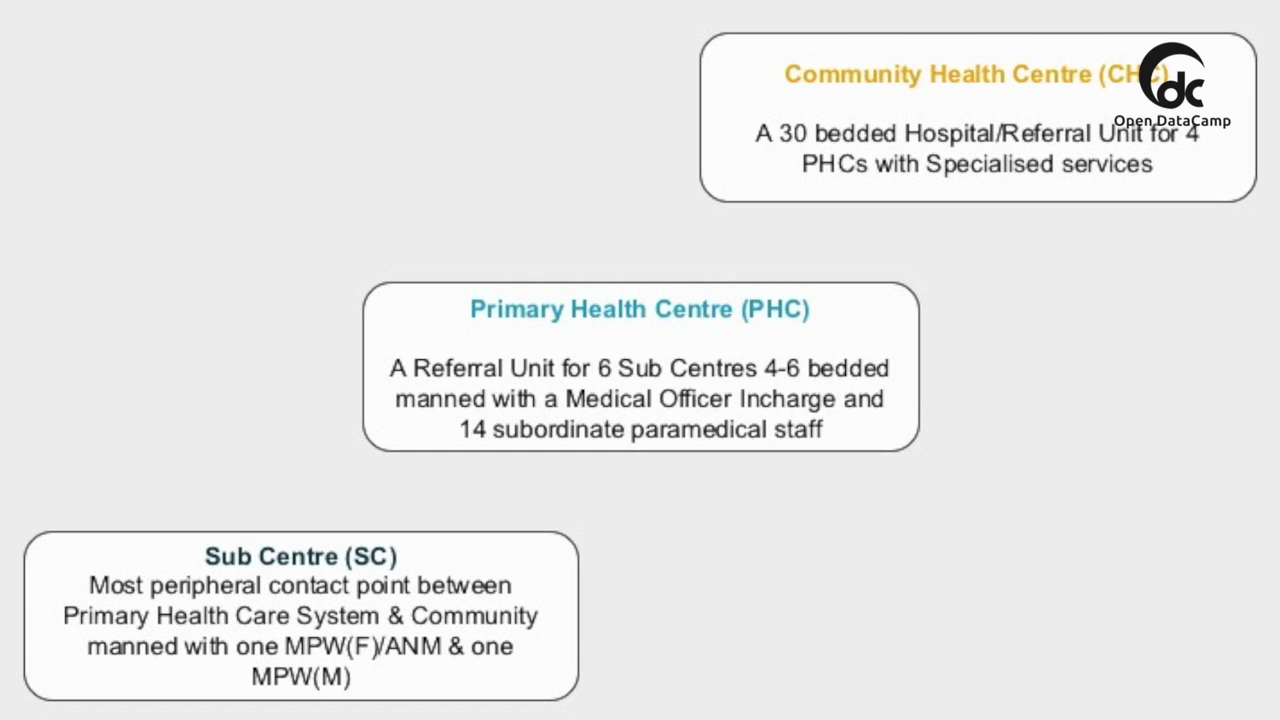 Community Health Centre (CHC)
dc
Open DataCamp
A 30 bedded Hospital/Referral Unit for 4
PHCs with Specialised services
Primary Health Centre (PHC)
A Referral Unit for 6 Sub Centres 4-6 bedded
manned with a Medical Officer Incharge and
14 subordinate paramedical staff
Sub Centre (SC)
Most peripheral contact point between
Primary Health Care System & Community
manned with one MPW(F)/ANM & one
MPW(M)